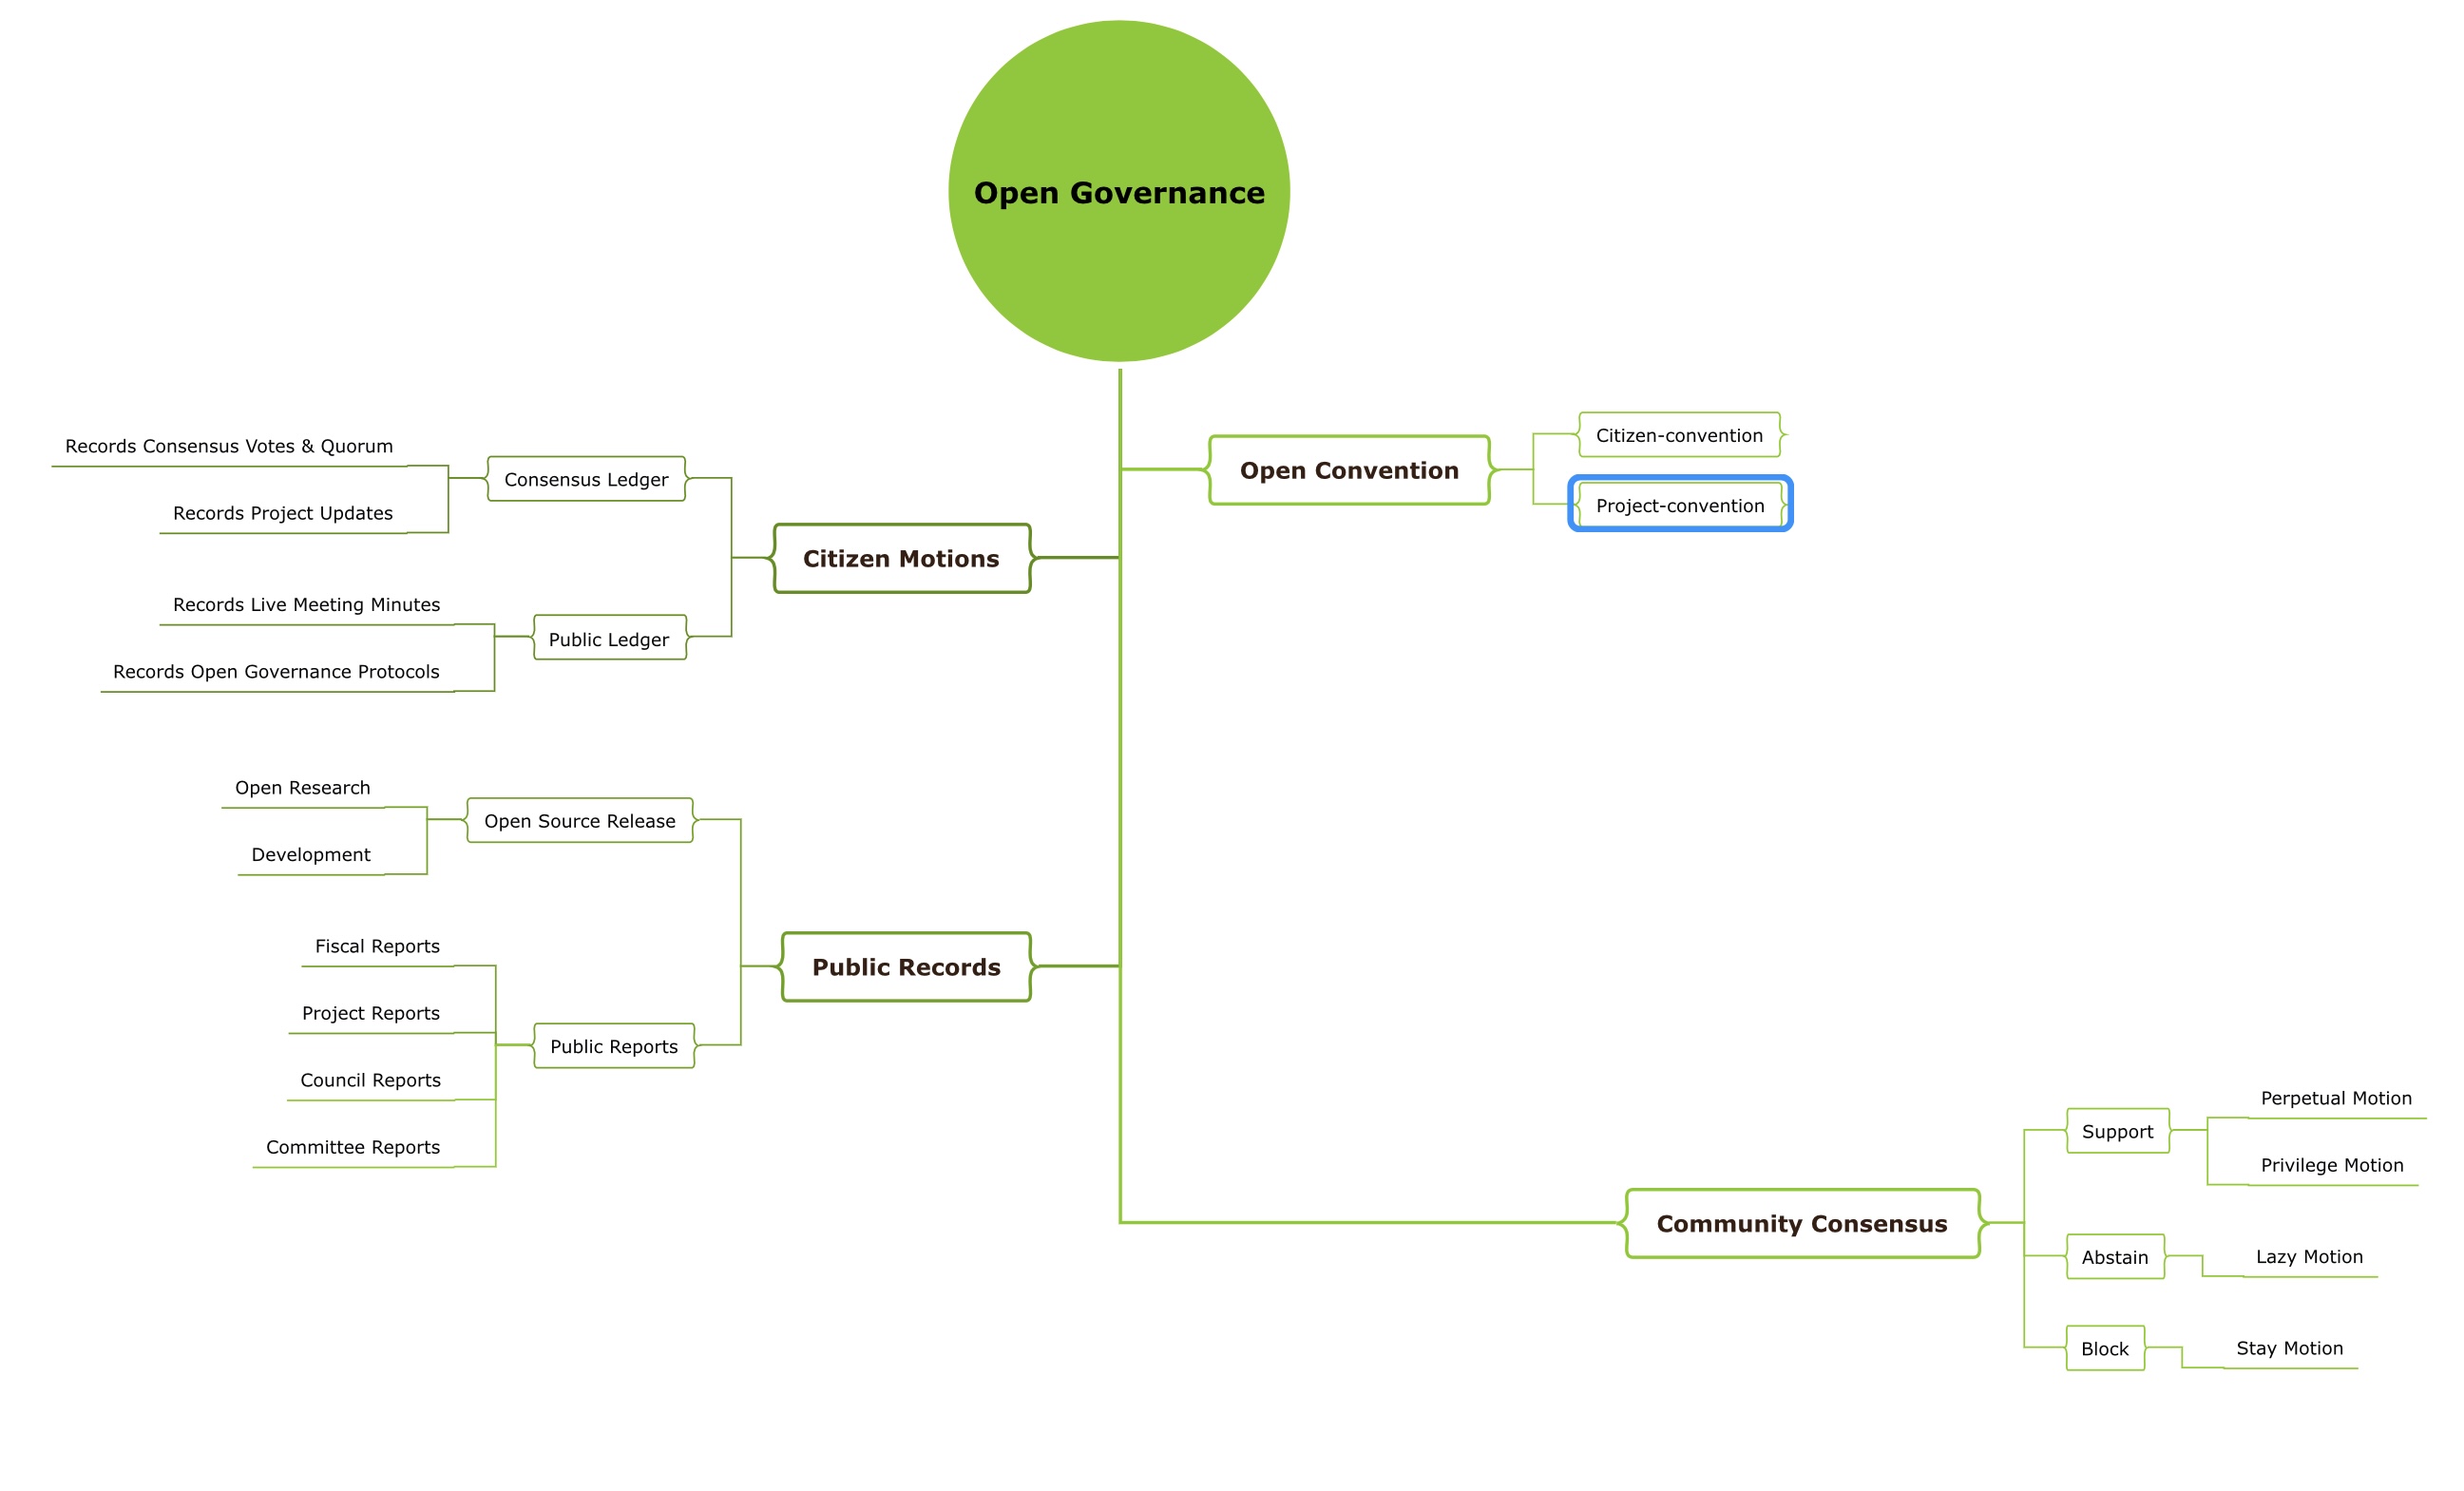 Open Governance
Open Convention
Citizen-convention
Project-convention
Citizen Motions
Consensus Ledger
Records Consensus Votes & Quorum
Records Project Updates
Public Ledger
Records Live Meeting Minutes
Records Open Governance Protocols
Public Records
Open Source Release
Open Research
Development
Public Reports
Fiscal Reports
Project Reports
Council Reports
Committee Reports
Community Consensus
Support
Perpetual Motion
Privilege Motion
Abstain
Lazy Motion
Block
Stay Motion